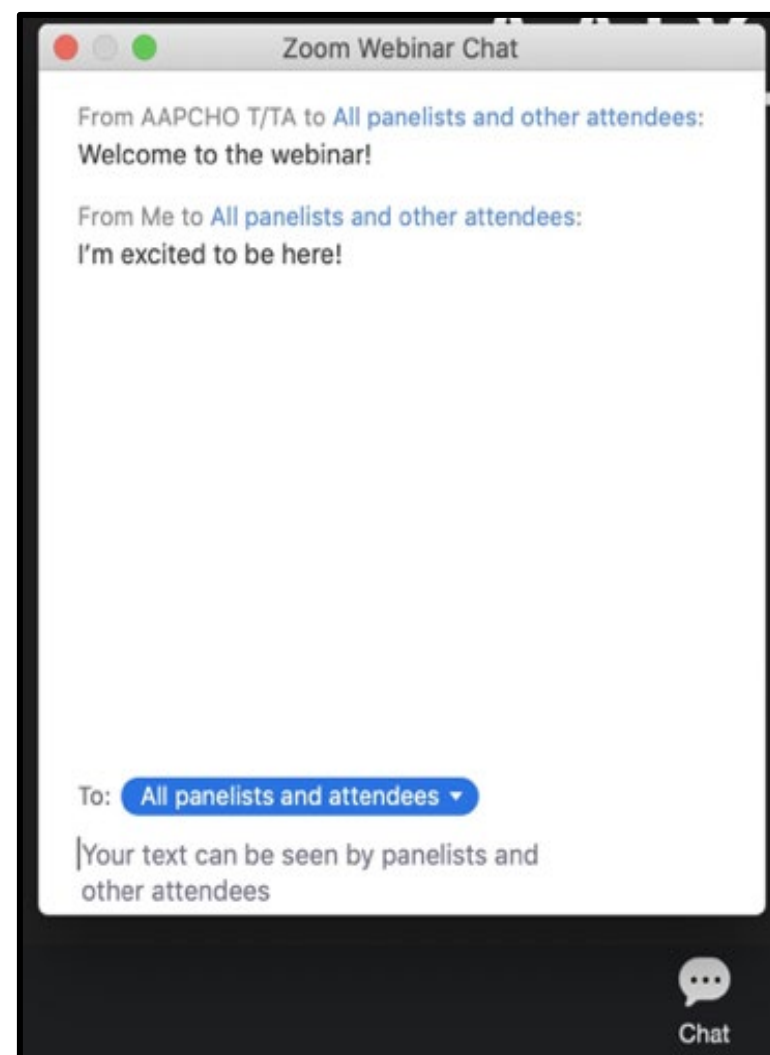 Zoom Webinar Chat
From AAPCHO T/TA to All panelists and other attendees:
Welcome to the webinar!
From Me to All panelists and other attendees:
I'm excited to be here!
To: All panelists and attendees
Your text can be seen by panelists and
other attendees
Chat